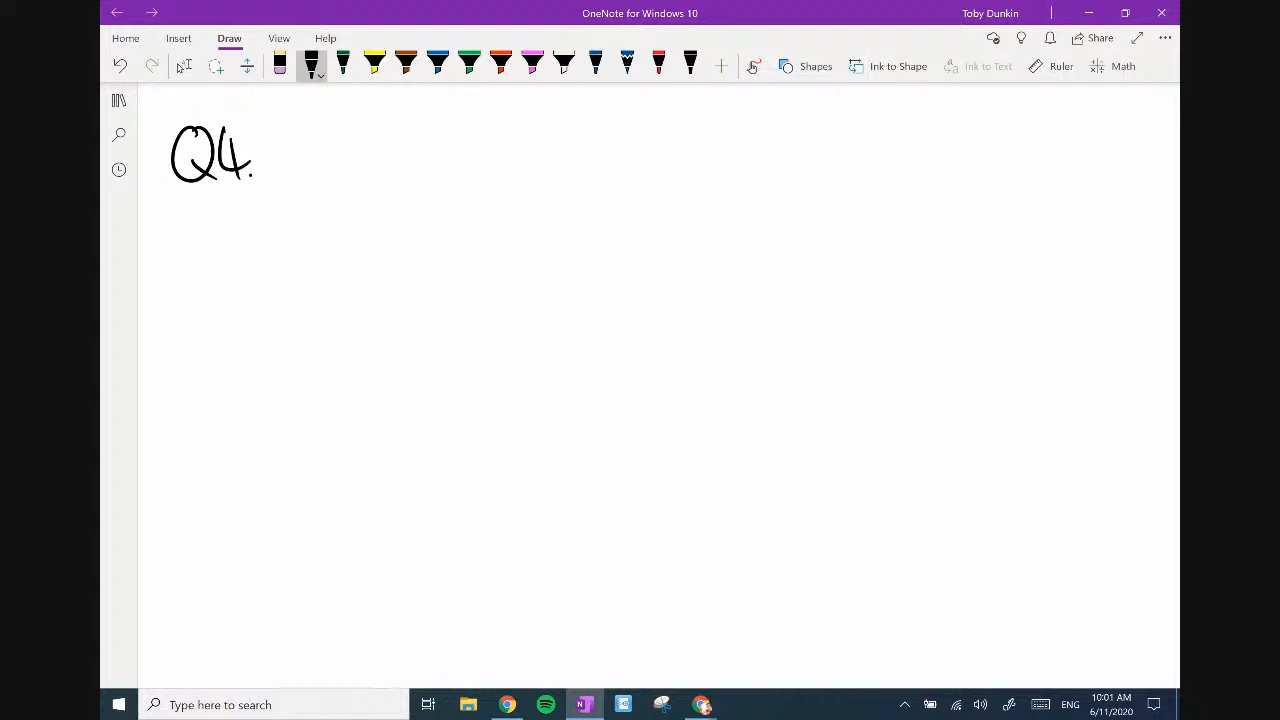 OneNote for Windows 10
Toby Dunkin
Home Insert Draw View Help
Share
Shapes
Ink to Shape
Ink to Text
Ruler
Math
Q4.
Type here to search
ENG
10:01 AM
6/11/2020